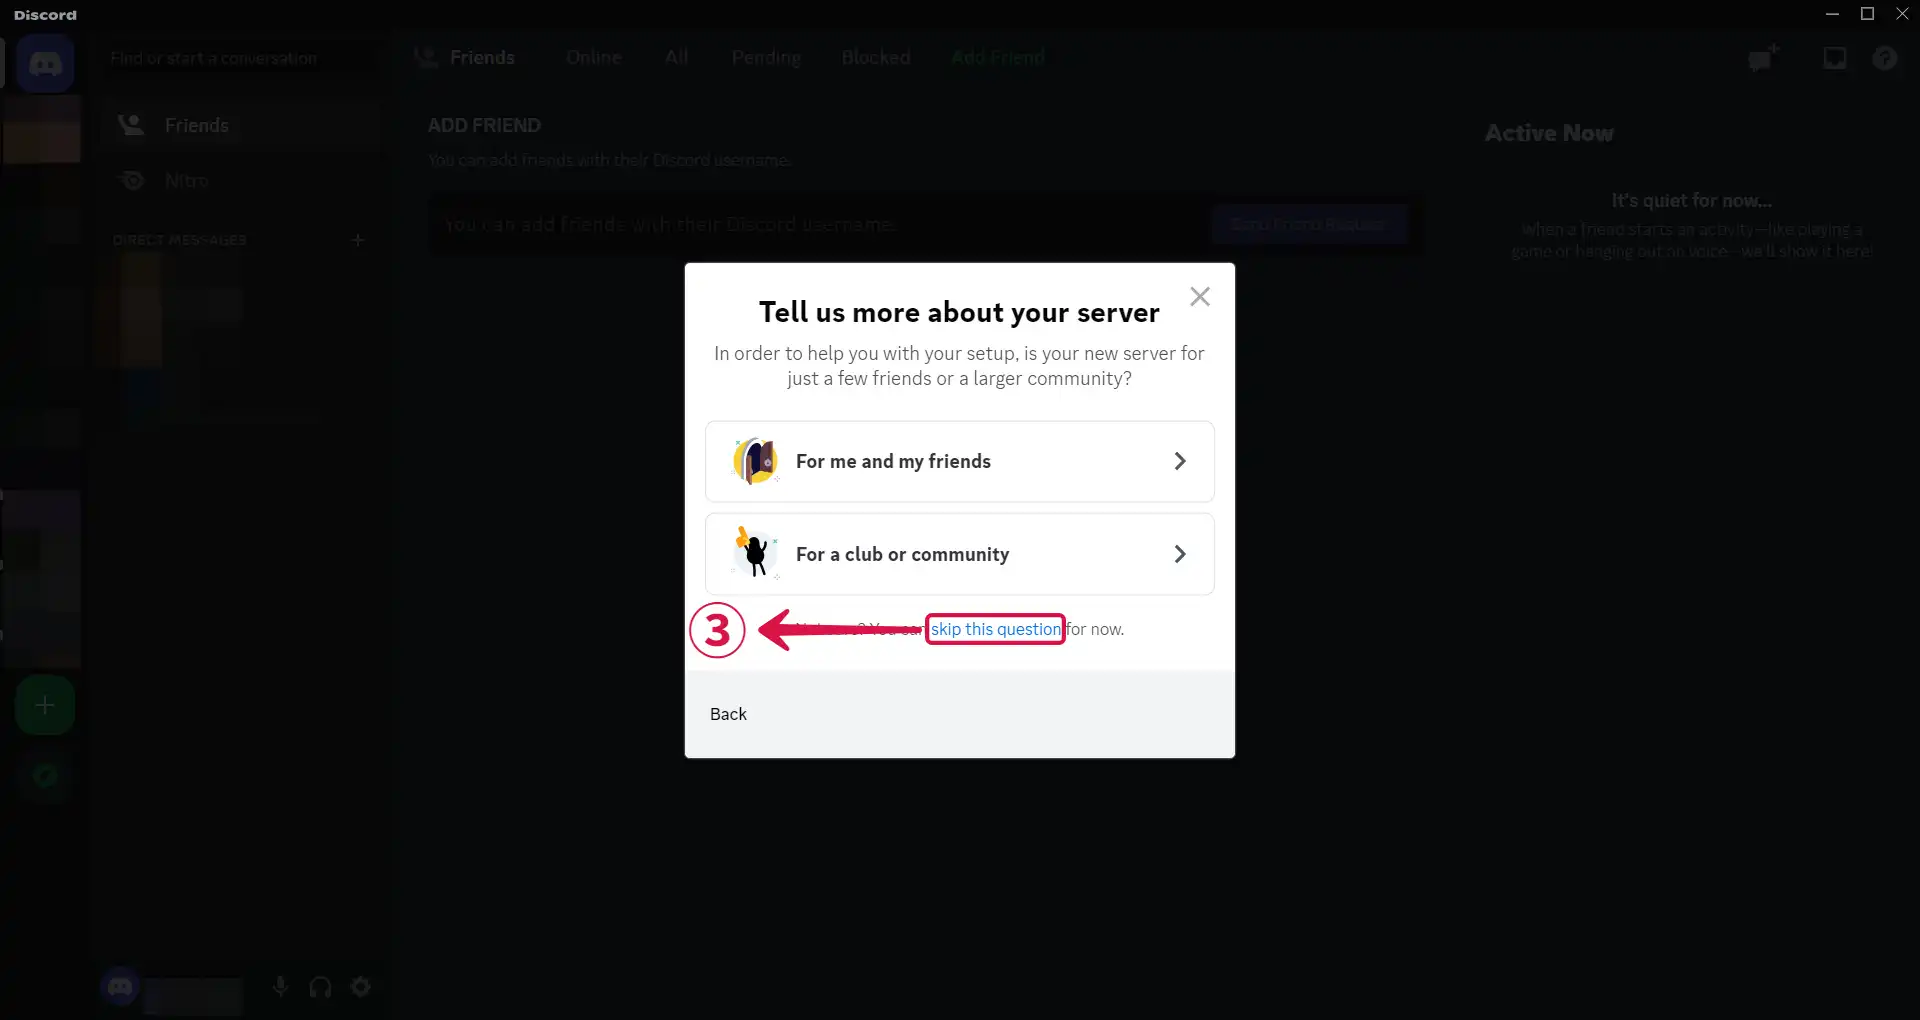 Discord
Find or start a conversation
Friends
Online
All
Pending
Blocked
Add Friend
Friends
Nitro
DIRECT MESSAGES
ADD FRIEND
You can add friends with their Discord username.
You can add friends with their Discord username.
Send Friend Request
Active Now
It's quiet for now...
When a friend starts an activity—like playing a
game or hanging out on voice—we'll show it here!
Tell us more about your server
In order to help you with your setup, is your new server for
just a few friends or a larger community?
For me and my friends
For a club or community
3
You can skip this question for now.
Back